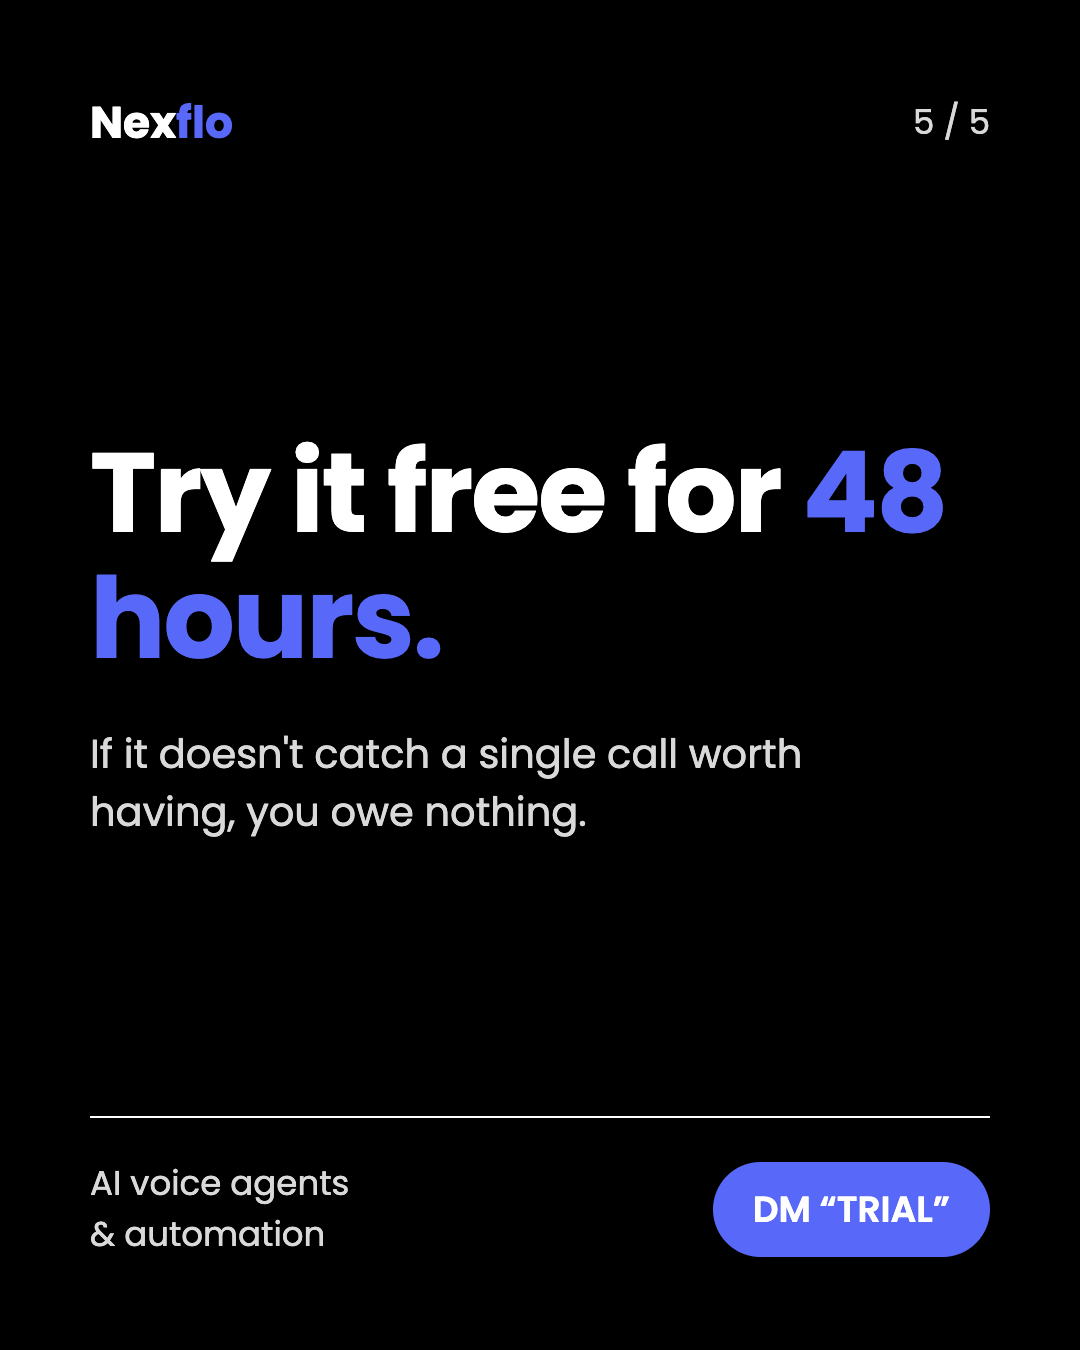 Nexflo
5 / 5
Try it free for 48
hours.
If it doesn't catch a single call worth
having, you owe nothing.
AI voice agents
& automation
DM “TRIAL”